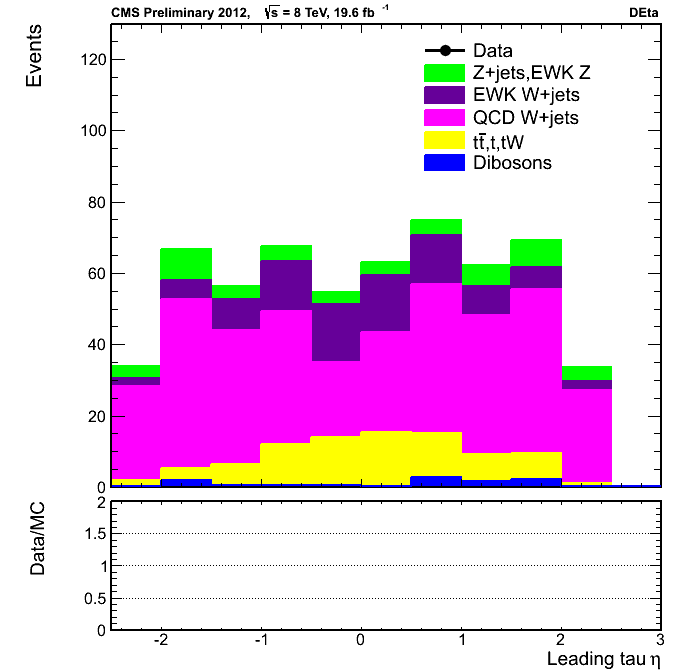 CMS Preliminary 2012, √s = 8 TeV, 19.6 fb⁻¹ DEta
Events
120
100
80
60
40
20
0
Data
Z+jets,EWK Z
EWK W+jets
QCD W+jets
tt̅,t,tW
Dibosons
Data/MC
2
1.5
1
0.5
0
-2 -1 0 1 2 3
Leading tau η